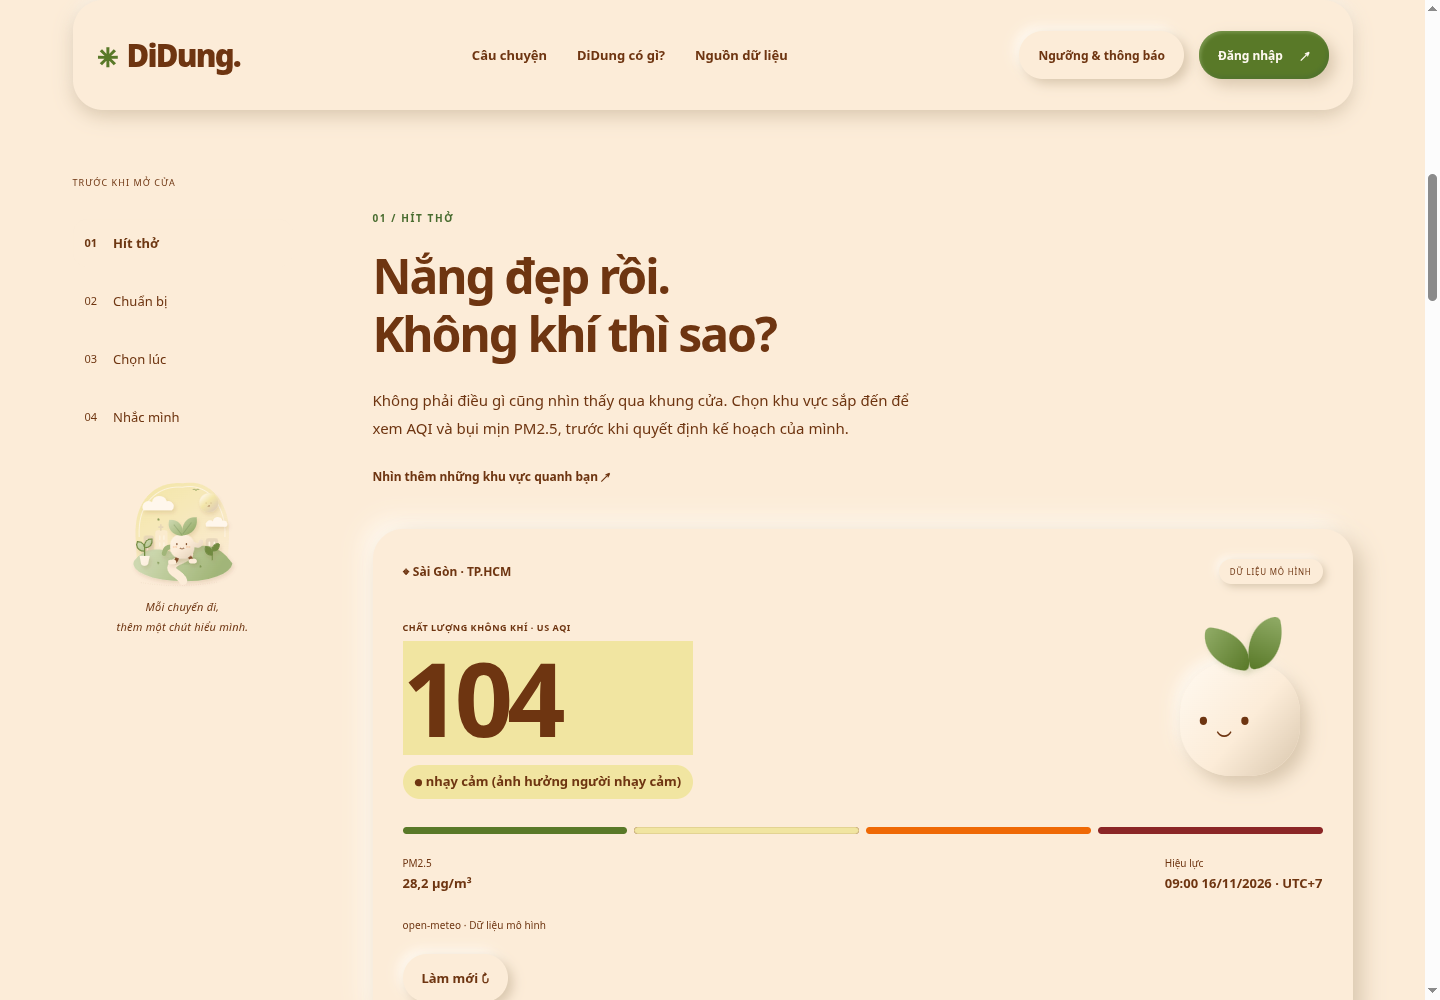 DiDung.
Câu chuyện
DiDung có gì?
Nguồn dữ liệu
Ngưỡng & thông báo
Đăng nhập ↗
TRƯỚC KHI MỞ CỬA
01 Hít thở
02 Chuẩn bị
03 Chọn lúc
04 Nhắc mình
Mỗi chuyến đi,
thêm một chút hiểu mình.
01 / HÍT THỞ
Nắng đẹp rồi.
Không khí thì sao?
Không phải điều gì cũng nhìn thấy qua khung cửa. Chọn khu vực sắp đến để
xem AQI và bụi mịn PM2.5, trước khi quyết định kế hoạch của mình.
Nhìn thêm những khu vực quanh bạn ↗
⌖ Sài Gòn · TP.HCM
DỮ LIỆU MÔ HÌNH
CHẤT LƯỢNG KHÔNG KHÍ · US AQI
104
● nhạy cảm (ảnh hưởng người nhạy cảm)
PM2.5
28,2 µg/m³
Hiệu lực
09:00 16/11/2026 · UTC+7
open-meteo · Dữ liệu mô hình
Làm mới ↻